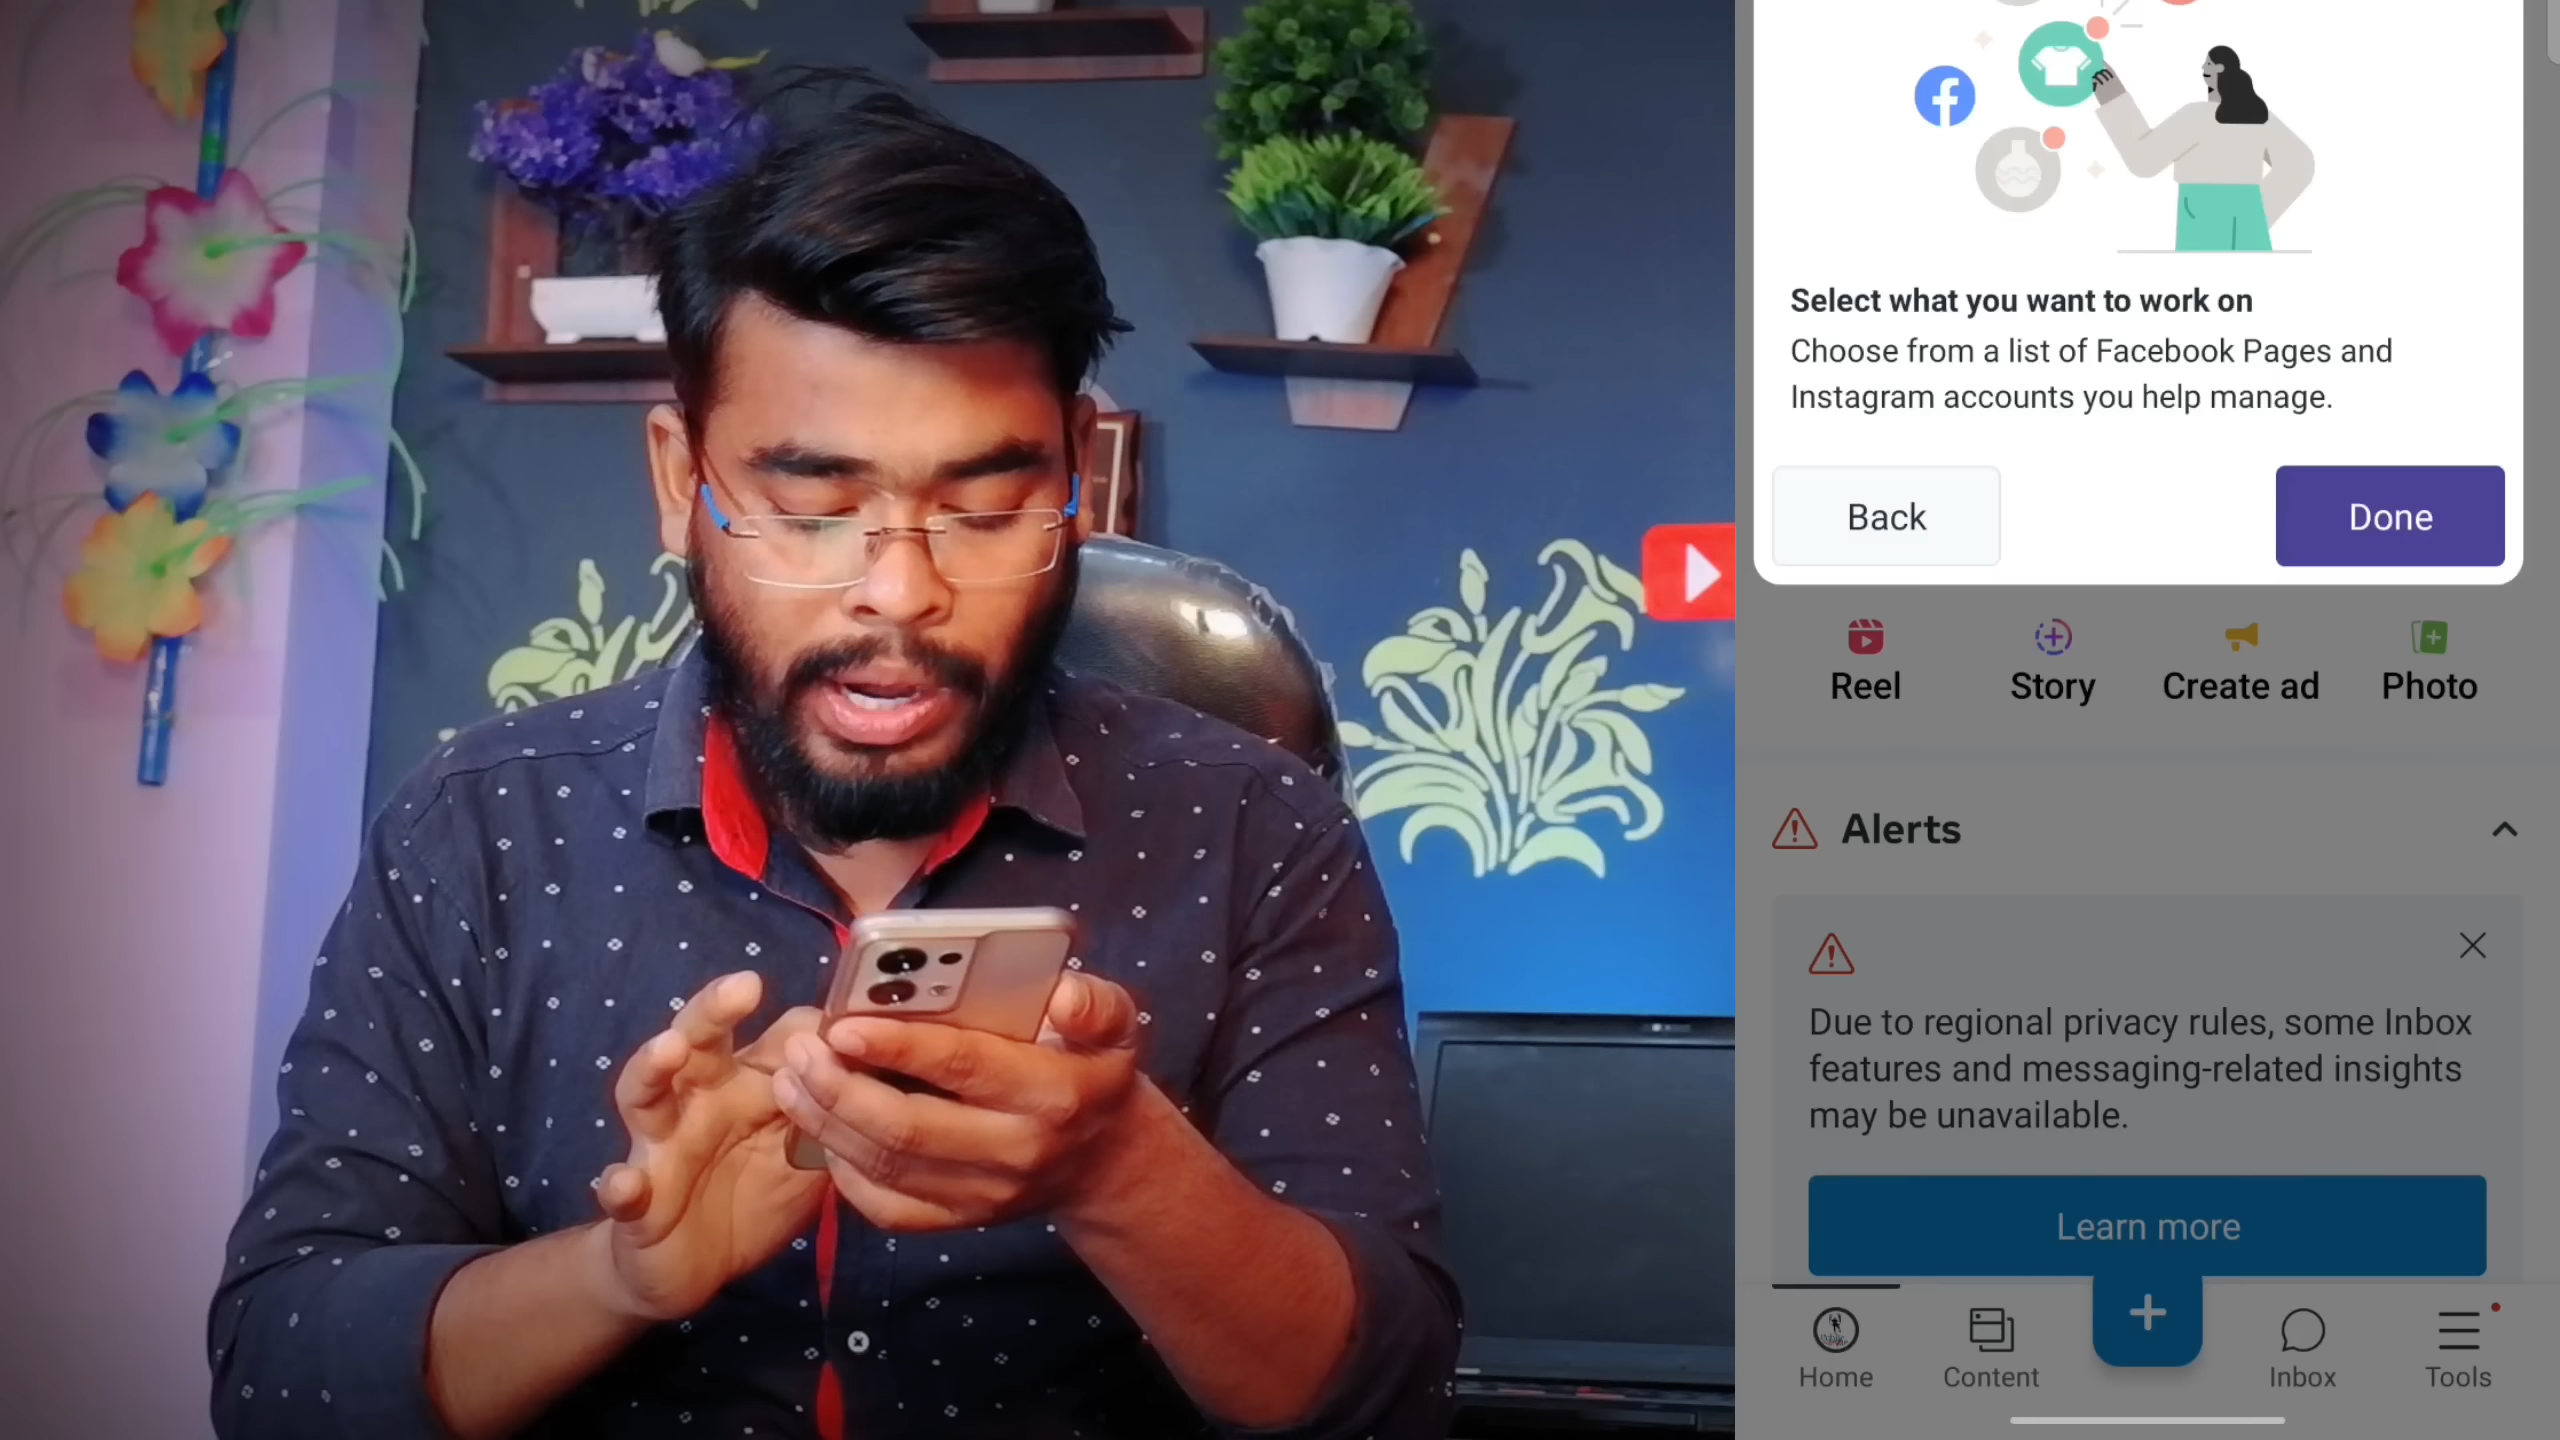 Select what you want to work on
Choose from a list of Facebook Pages and
Instagram accounts you help manage.
Back
Done
Reel
Story
Create ad
Photo
Alerts
Due to regional privacy rules, some Inbox
features and messaging-related insights
may be unavailable.
Learn more
Home
Content
Inbox
Tools